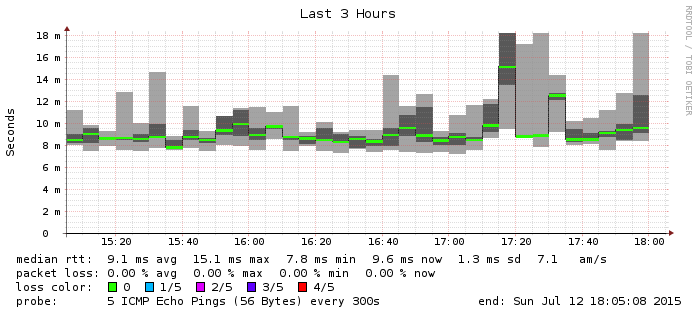 Last 3 Hours
RRDTOOL / TOBI OETIKER
Seconds
18 m
16 m
14 m
12 m
10 m
8 m
6 m
4 m
2 m
0
15:20 15:40 16:00 16:20 16:40 17:00 17:20 17:40 18:00
median rtt: 9.1 ms avg 15.1 ms max 7.8 ms min 9.6 ms now 1.3 ms sd 7.1 am/s
packet loss: 0.00 % avg 0.00 % max 0.00 % min 0.00 % now
loss color: 0 1/5 2/5 3/5 4/5
probe: 5 ICMP Echo Pings (56 Bytes) every 300s end: Sun Jul 12 18:05:08 2015